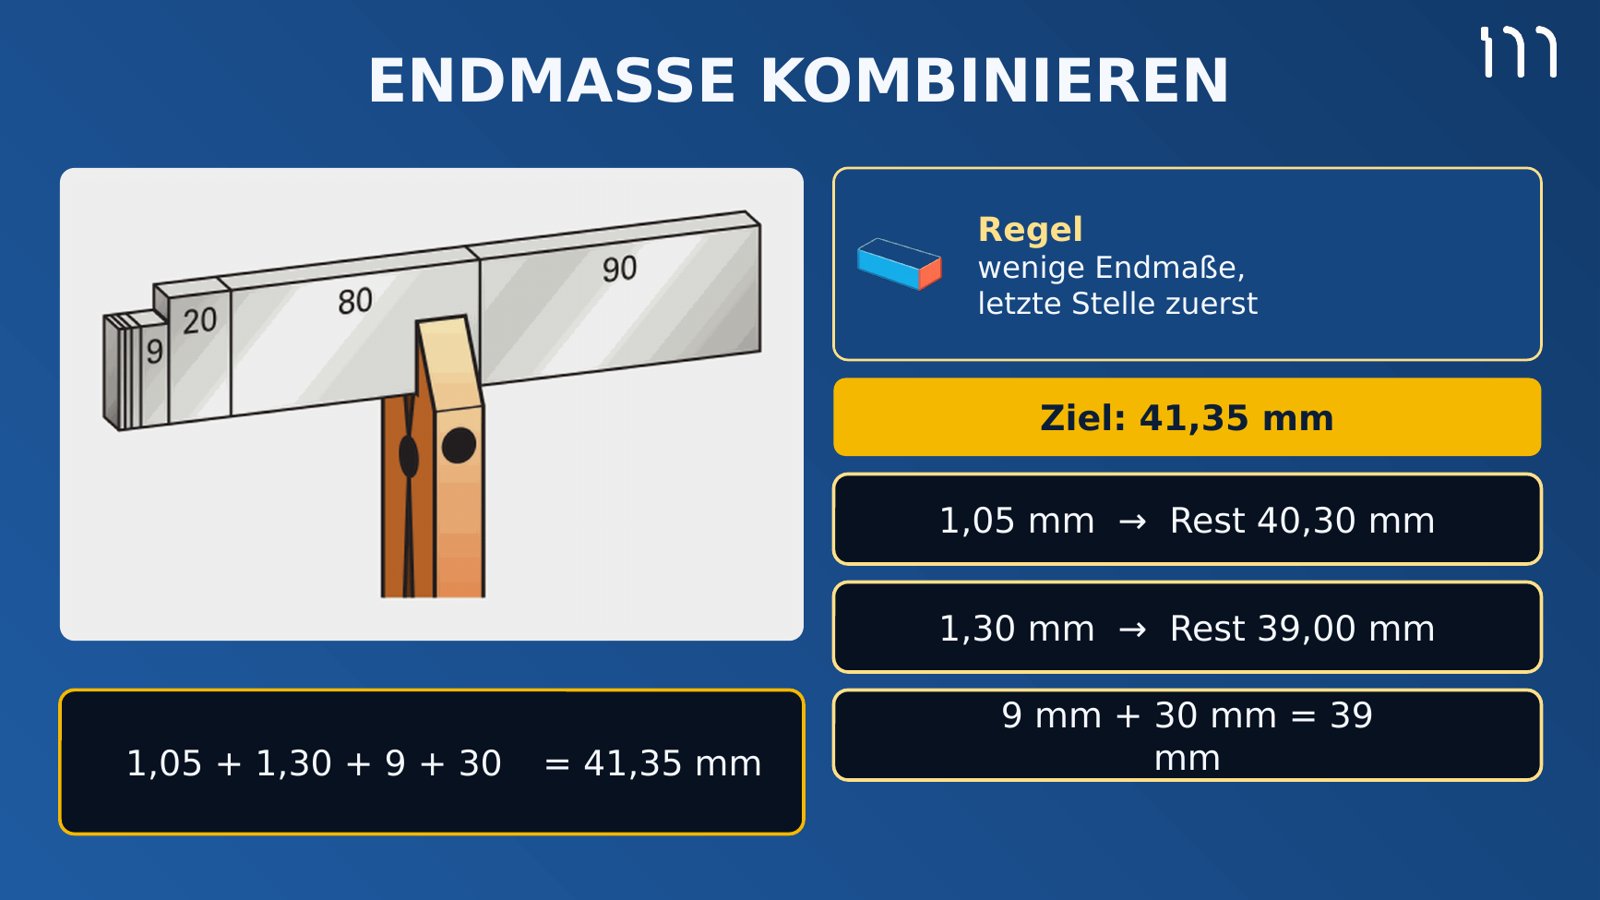 ENDMASSE KOMBINIEREN
9
20
80
90
Regel
wenige Endmaße,
letzte Stelle zuerst
Ziel: 41,35 mm
1,05 mm → Rest 40,30 mm
1,30 mm → Rest 39,00 mm
9 mm + 30 mm = 39
mm
1,05 + 1,30 + 9 + 30 = 41,35 mm